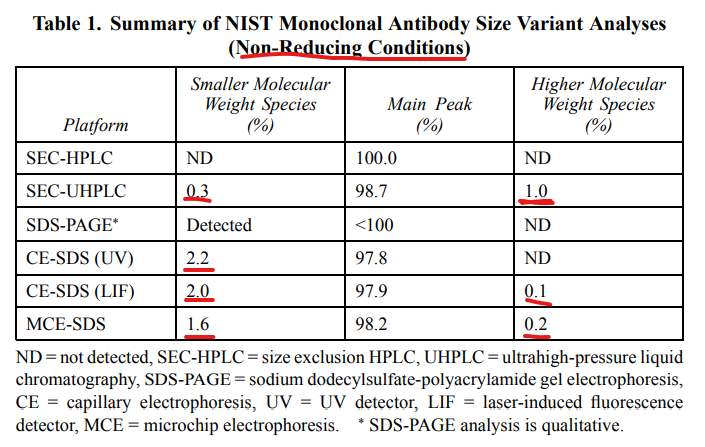 Table 1. Summary of NIST Monoclonal Antibody Size Variant Analyses
(Non-Reducing Conditions)
Platform Smaller Molecular Weight Species (%) Main Peak (%) Higher Molecular Weight Species (%)
SEC-HPLC ND 100.0 ND
SEC-UHPLC 0.3 98.7 1.0
SDS-PAGE* Detected <100 ND
CE-SDS (UV) 2.2 97.8 ND
CE-SDS (LIF) 2.0 97.9 0.1
MCE-SDS 1.6 98.2 0.2
ND = not detected, SEC-HPLC = size exclusion HPLC, UHPLC = ultrahigh-pressure liquid
chromatography, SDS-PAGE = sodium dodecylsulfate-polyacrylamide gel electrophoresis,
CE = capillary electrophoresis, UV = UV detector, LIF = laser-induced fluorescence
detector, MCE = microchip electrophoresis. * SDS-PAGE analysis is qualitative.